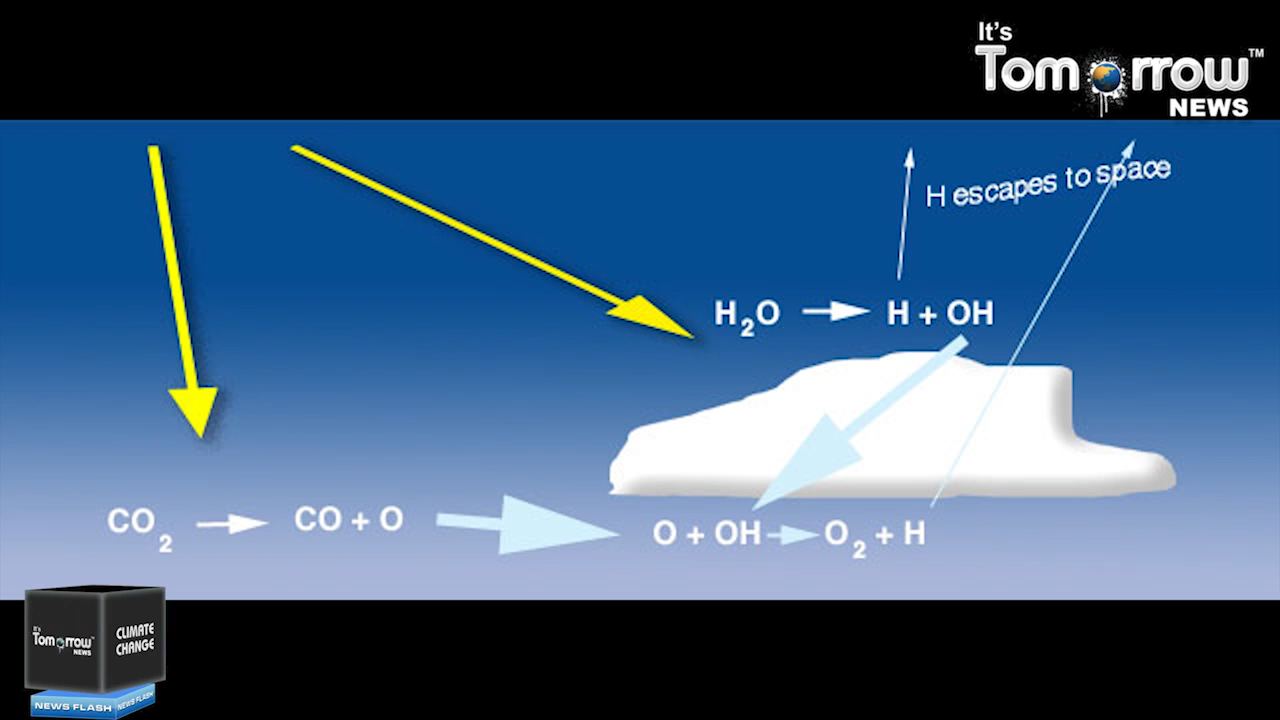 It's
Tomorrow™
NEWS
H escapes to space
H₂O → H + OH
CO₂ → CO + O
O + OH → O₂ + H
It's
Tomorrow™
NEWS
CLIMATE
CHANGE
NEWS FLASH
NEWS FLASH